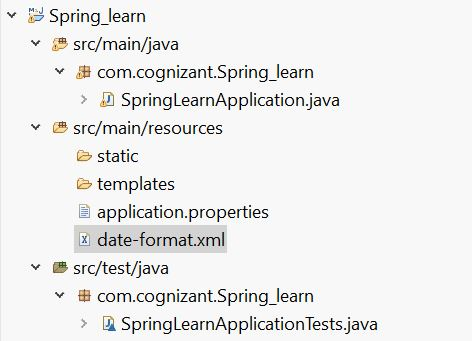 Spring_learn
src/main/java
com.cognizant.Spring_learn
SpringLearnApplication.java
src/main/resources
static
templates
application.properties
date-format.xml
src/test/java
com.cognizant.Spring_learn
SpringLearnApplicationTests.java